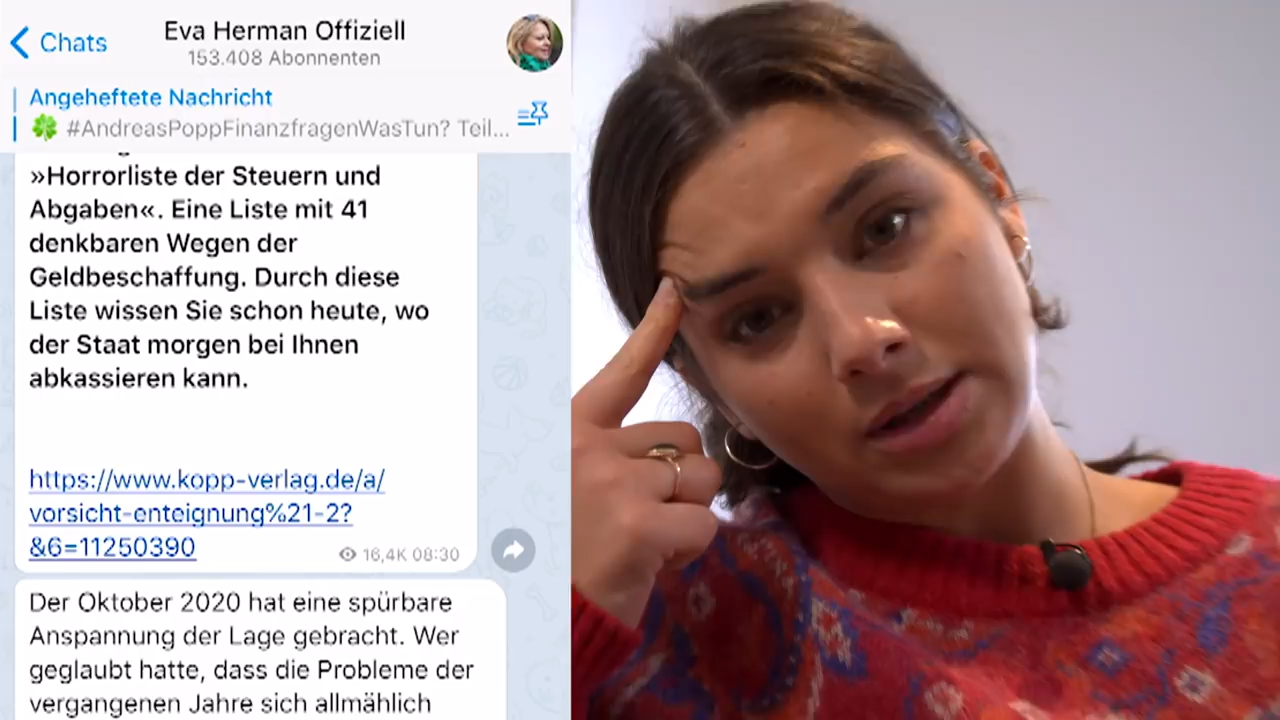 Chats
Eva Herman Offiziell
153.408 Abonnenten
Angeheftete Nachricht
🍀 #AndreasPoppFinanzfragenWasTun? Teil...
»Horrorliste der Steuern und
Abgaben«. Eine Liste mit 41
denkbaren Wegen der
Geldbeschaffung. Durch diese
Liste wissen Sie schon heute, wo
der Staat morgen bei Ihnen
abkassieren kann.
https://www.kopp-verlag.de/a/
vorsicht-enteignung%21-2?
&6=11250390
16,4K 08:30
Der Oktober 2020 hat eine spürbare
Anspannung der Lage gebracht. Wer
geglaubt hatte, dass die Probleme der
vergangenen Jahre sich allmählich